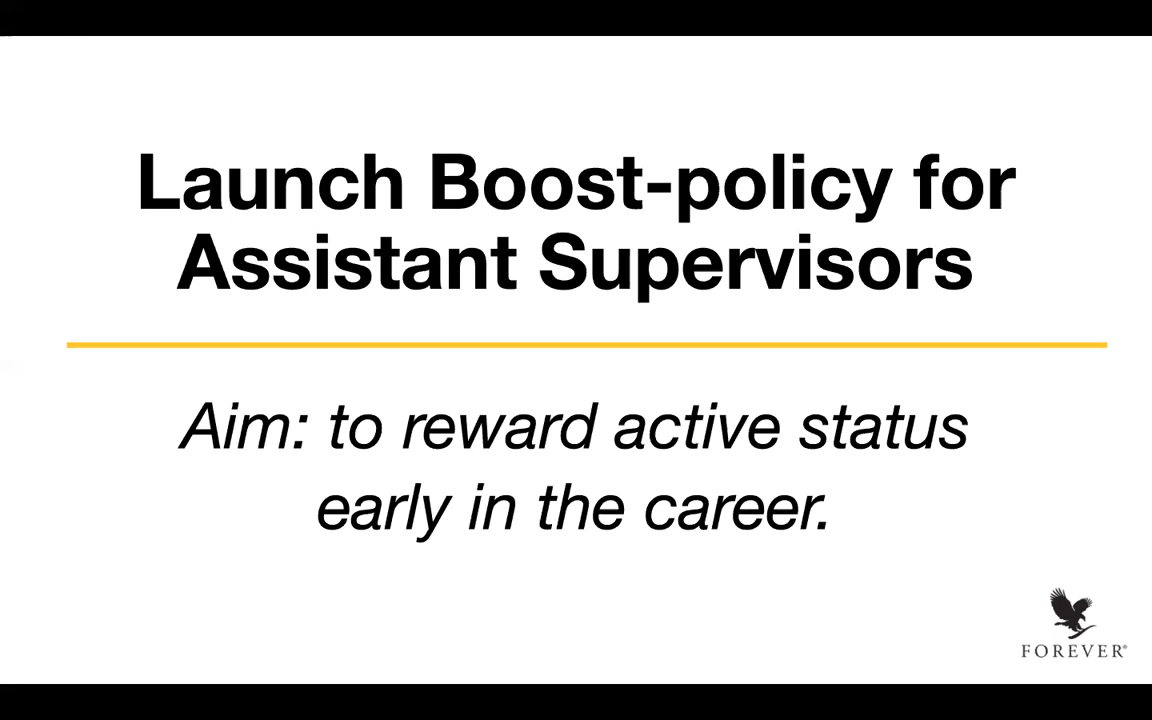 Launch Boost-policy for
Assistant Supervisors
Aim: to reward active status
early in the career.
FOREVER®